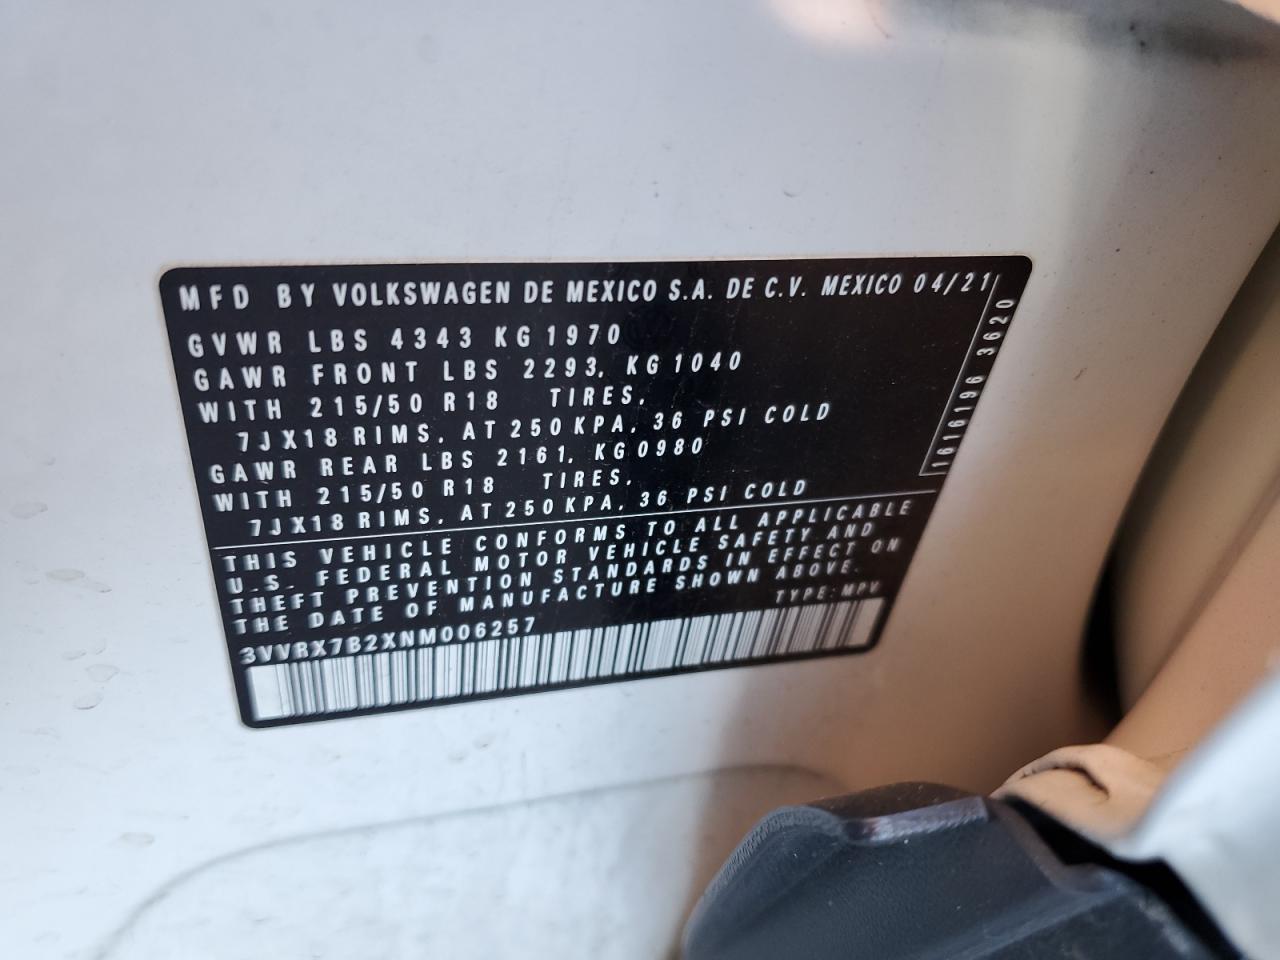 MFD BY VOLKSWAGEN DE MEXICO S.A. DE C.V. MEXICO 04/21
GVWR LBS 4343 KG 1970
GAWR FRONT LBS 2293, KG 1040
WITH 215/50 R18 TIRES,
7JX18 RIMS, AT 250 KPA, 36 PSI COLD
GAWR REAR LBS 2161, KG 0980
WITH 215/50 R18 TIRES,
7JX18 RIMS, AT 250 KPA, 36 PSI COLD
1616196 3620
THIS VEHICLE CONFORMS TO ALL APPLICABLE
U.S. FEDERAL MOTOR VEHICLE SAFETY AND
THEFT PREVENTION STANDARDS IN EFFECT ON
THE DATE OF MANUFACTURE SHOWN ABOVE.
3VVRX7B2XNM006257 TYPE: MPV